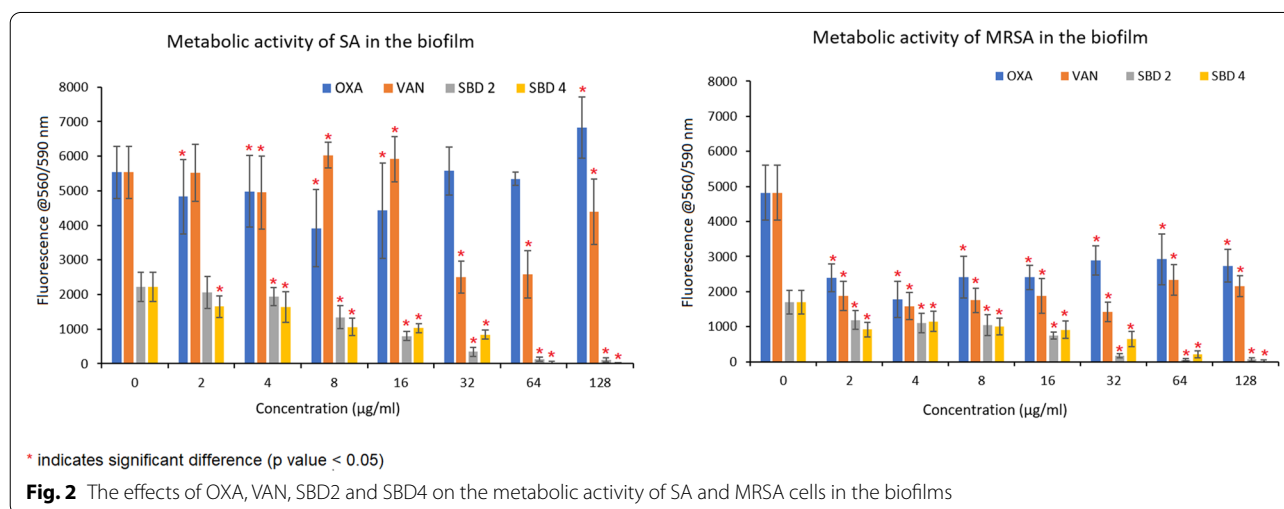 Metabolic activity of SA in the biofilm
OXA VAN SBD 2 SBD 4
Fluorescence @560/590 nm
8000
7000
6000
5000
4000
3000
2000
1000
0
* * * * * * * * * * * * * * * * * * * * * *
0 2 4 8 16 32 64 128
Concentration (µg/ml)
Metabolic activity of MRSA in the biofilm
OXA VAN SBD 2 SBD 4
Fluorescence @560/590 nm
8000
7000
6000
5000
4000
3000
2000
1000
0
* * * * * * * * * * * * * * * * * * * * * * * * * * * *
0 2 4 8 16 32 64 128
Concentration (µg/ml)
* indicates significant difference (p value < 0.05)
Fig. 2 The effects of OXA, VAN, SBD2 and SBD4 on the metabolic activity of SA and MRSA cells in the biofilms